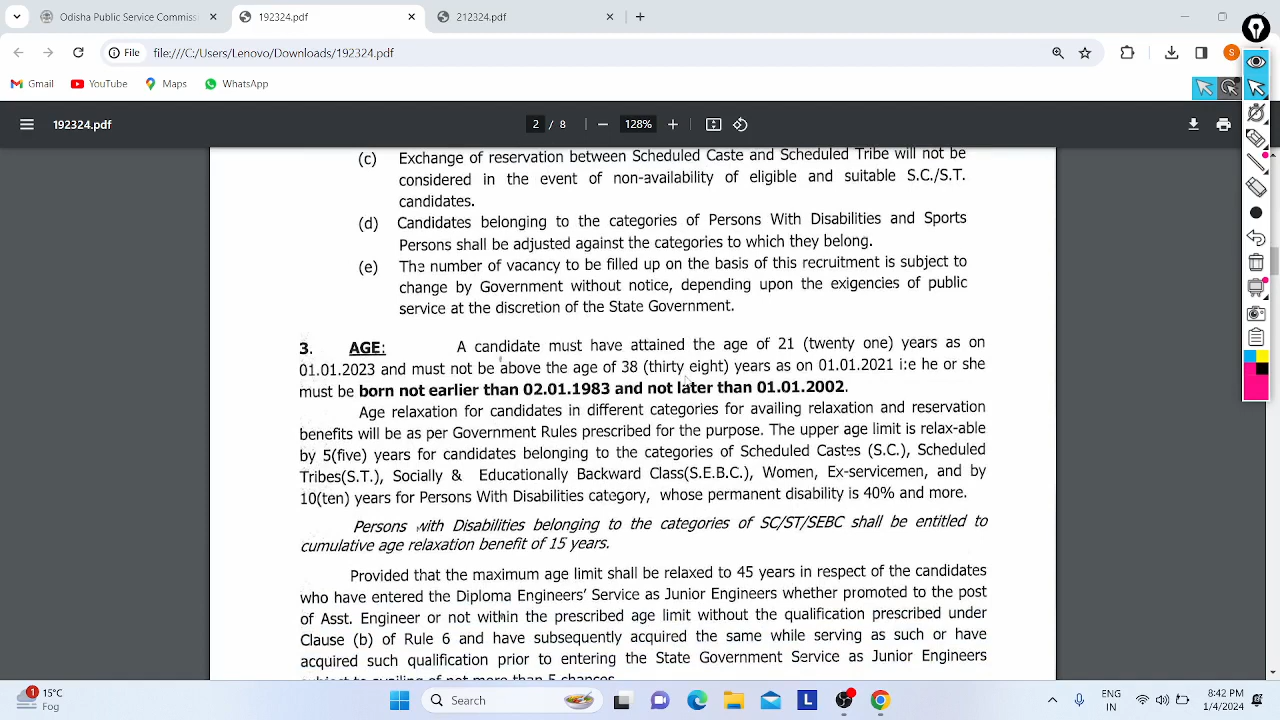 Odisha Public Service Commiss
192324.pdf
212324.pdf
File
file:///C:/Users/Lenovo/Downloads/192324.pdf
S
Gmail
YouTube
Maps
WhatsApp
192324.pdf
2 / 8
128%
(c) Exchange of reservation between Scheduled Caste and Scheduled Tribe will not be
considered in the event of non-availability of eligible and suitable S.C./S.T.
candidates.
(d) Candidates belonging to the categories of Persons With Disabilities and Sports
Persons shall be adjusted against the categories to which they belong.
(e) The number of vacancy to be filled up on the basis of this recruitment is subject to
change by Government without notice, depending upon the exigencies of public
service at the discretion of the State Government.
3. AGE: A candidate must have attained the age of 21 (twenty one) years as on
01.01.2023 and must not be above the age of 38 (thirty eight) years as on 01.01.2021 i:e he or she
must be born not earlier than 02.01.1983 and not later than 01.01.2002.
Age relaxation for candidates in different categories for availing relaxation and reservation
benefits will be as per Government Rules prescribed for the purpose. The upper age limit is relax-able
by 5(five) years for candidates belonging to the categories of Scheduled Castes (S.C.), Scheduled
Tribes(S.T.), Socially & Educationally Backward Class(S.E.B.C.), Women, Ex-servicemen, and by
10(ten) years for Persons With Disabilities category, whose permanent disability is 40% and more.
Persons with Disabilities belonging to the categories of SC/ST/SEBC shall be entitled to
cumulative age relaxation benefit of 15 years.
Provided that the maximum age limit shall be relaxed to 45 years in respect of the candidates
who have entered the Diploma Engineers' Service as Junior Engineers whether promoted to the post
of Asst. Engineer or not within the prescribed age limit without the qualification prescribed under
Clause (b) of Rule 6 and have subsequently acquired the same while serving as such or have
acquired such qualification prior to entering the State Government Service as Junior Engineers
subject to availing of not more than 5 chances.
1
15°C
Fog
Search
L
ENG
IN
8:42 PM
1/4/2024